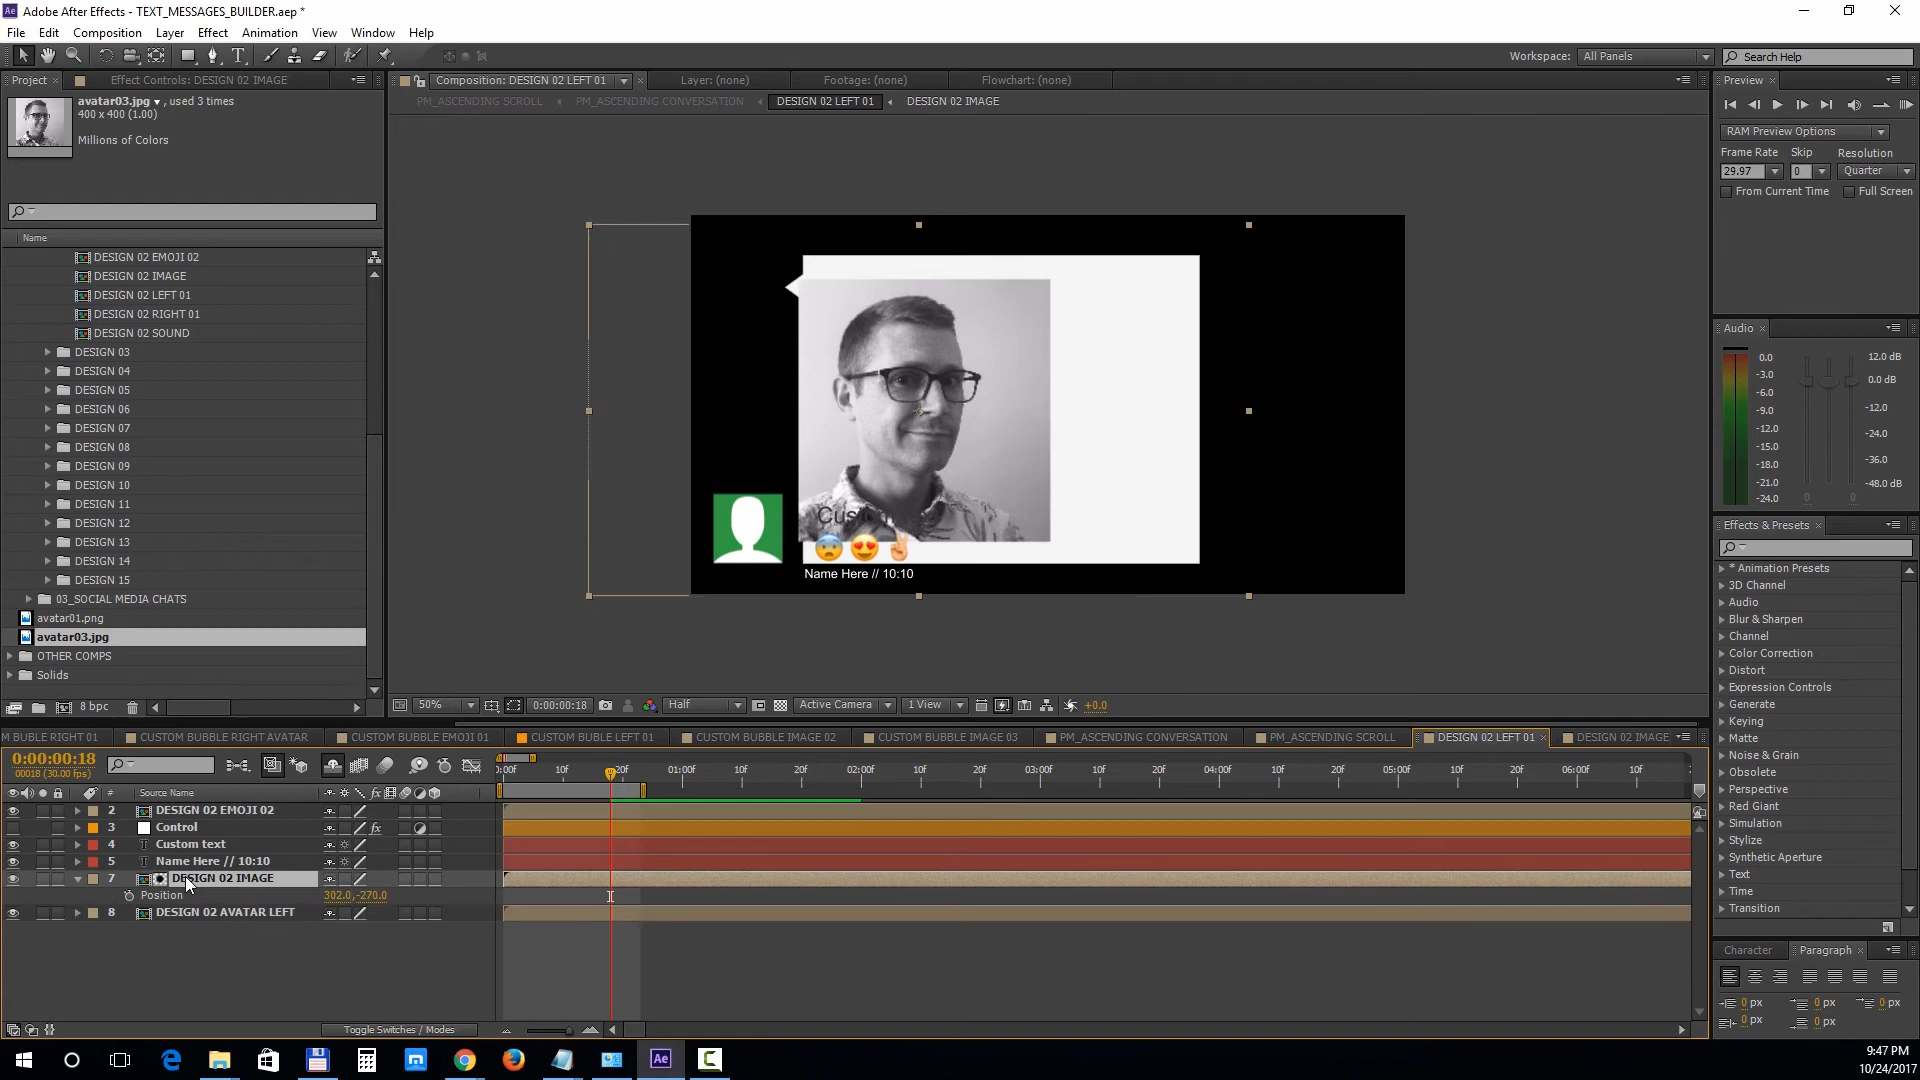 Adobe After Effects - TEXT_MESSAGES_BUILDER.aep *
File Edit Composition Layer Effect Animation View Window Help
Workspace: All Panels
Search Help
Project
Effect Controls: DESIGN 02 IMAGE
Composition: DESIGN 02 LEFT 01
Layer: (none)
Footage: (none)
Flowchart: (none)
Preview
avatar03.jpg , used 3 times
400 x 400 (1.00)
Millions of Colors
PM_ASCENDING SCROLL
PM_ASCENDING CONVERSATION
DESIGN 02 LEFT 01
DESIGN 02 IMAGE
RAM Preview Options
Frame Rate Skip Resolution
29.97 0 Quarter
From Current Time Full Screen
Name
DESIGN 02 EMOJI 02
DESIGN 02 IMAGE
DESIGN 02 LEFT 01
DESIGN 02 RIGHT 01
DESIGN 02 SOUND
DESIGN 03
DESIGN 04
DESIGN 05
DESIGN 06
DESIGN 07
DESIGN 08
DESIGN 09
DESIGN 10
DESIGN 11
DESIGN 12
DESIGN 13
DESIGN 14
DESIGN 15
03_SOCIAL MEDIA CHATS
avatar01.png
avatar03.jpg
OTHER COMPS
Solids
8 bpc
Name Here // 10:10
50%
0:00:00:18
Half
Active Camera
1 View
+0.0
Audio
0.0
-3.0
-6.0
-9.0
-12.0
-15.0
-18.0
-21.0
-24.0
12.0 dB
0.0 dB
-12.0
-24.0
-36.0
-48.0 dB
0 0
Effects & Presets
* Animation Presets
3D Channel
Audio
Blur & Sharpen
Channel
Color Correction
Distort
Expression Controls
Generate
Keying
Matte
Noise & Grain
Obsolete
Perspective
Red Giant
Simulation
Stylize
Synthetic Aperture
Text
Time
Transition
Character
Paragraph
0 px 0 px 0 px
0 px 0 px
M BUBLE RIGHT 01
CUSTOM BUBBLE RIGHT AVATAR
CUSTOM BUBBLE EMOJI 01
CUSTOM BUBLE LEFT 01
CUSTOM BUBBLE IMAGE 02
CUSTOM BUBBLE IMAGE 03
PM_ASCENDING CONVERSATION
PM_ASCENDING SCROLL
DESIGN 02 LEFT 01
DESIGN 02 IMAGE
0:00:00:18
00018 (30.00 fps)
):00f 10f 20f 01:00f 10f 20f 02:00f 10f 20f 03:00f 10f 20f 04:00f 10f 20f 05:00f 10f 20f 06:00f 10f
# Source Name
2 DESIGN 02 EMOJI 02
3 Control
4 Custom text
5 Name Here // 10:10
7 DESIGN 02 IMAGE
Position 302.0,-270.0
8 DESIGN 02 AVATAR LEFT
Toggle Switches / Modes
9:47 PM
10/24/2017